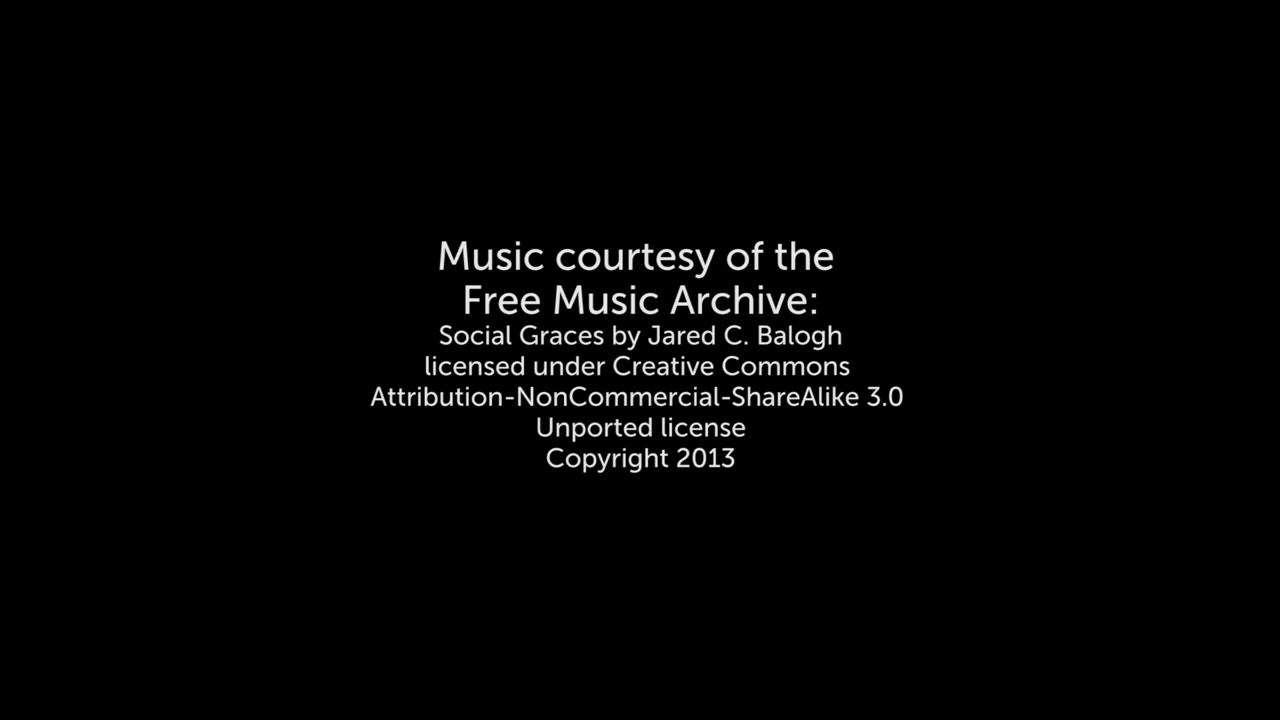 Music courtesy of the
Free Music Archive:
Social Graces by Jared C. Balogh
licensed under Creative Commons
Attribution-NonCommercial-ShareAlike 3.0
Unported license
Copyright 2013